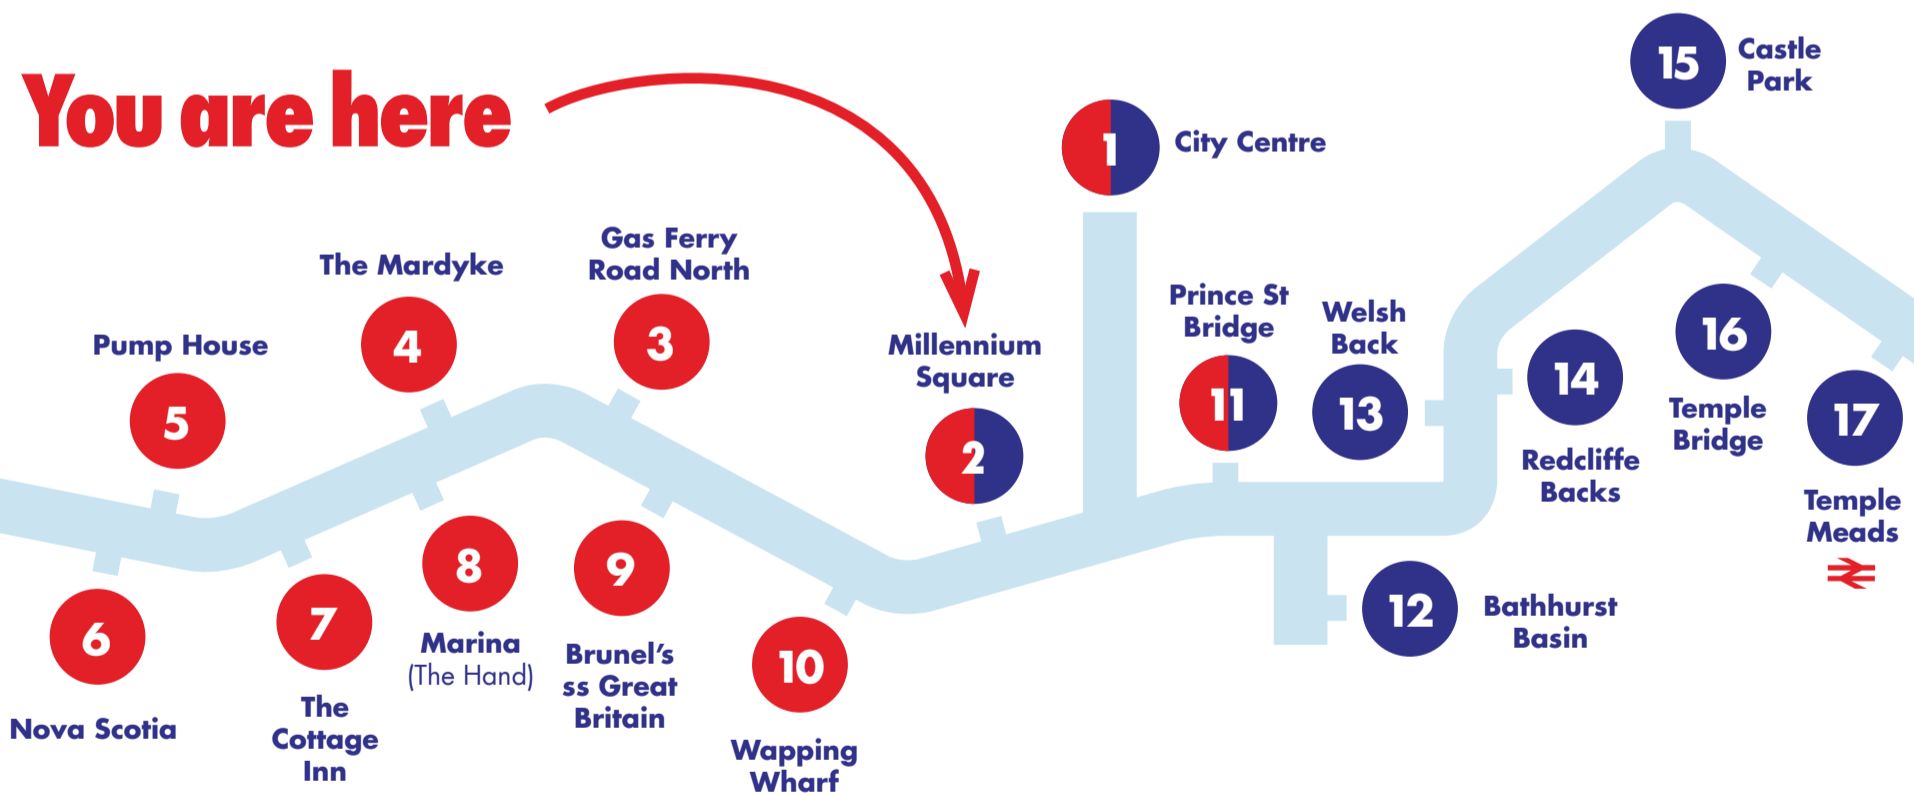 You are here
15
Castle
Park
1
City Centre
Gas Ferry
Road North
The Mardyke
3
4
Pump House
5
Millennium
Square
2
Prince St
Bridge
11
Welsh
Back
13
14
Redcliffe
Backs
16
Temple
Bridge
17
Temple
Meads
6
Nova Scotia
7
The
Cottage
Inn
8
Marina
(The Hand)
9
Brunel’s
ss Great
Britain
10
Wapping
Wharf
12
Bathhurst
Basin